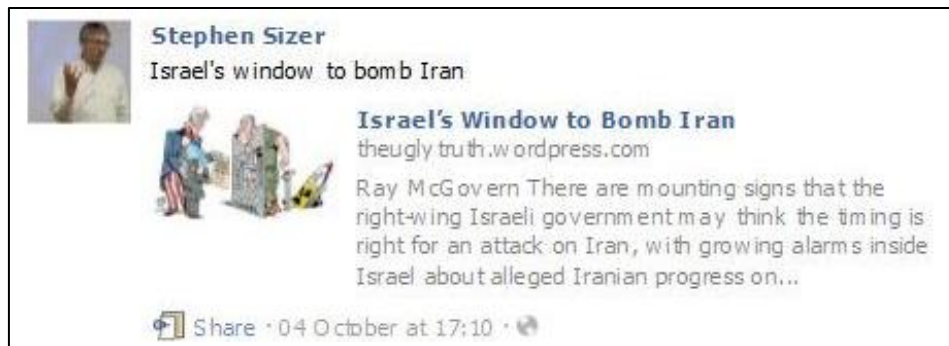 Stephen Sizer
Israel's window to bomb Iran
Israel’s Window to Bomb Iran
theuglytruth.wordpress.com
Ray McGovern There are mounting signs that the
right-wing Israeli government may think the timing is
right for an attack on Iran, with growing alarms inside
Israel about alleged Iranian progress on...
Share · 04 October at 17:10 ·